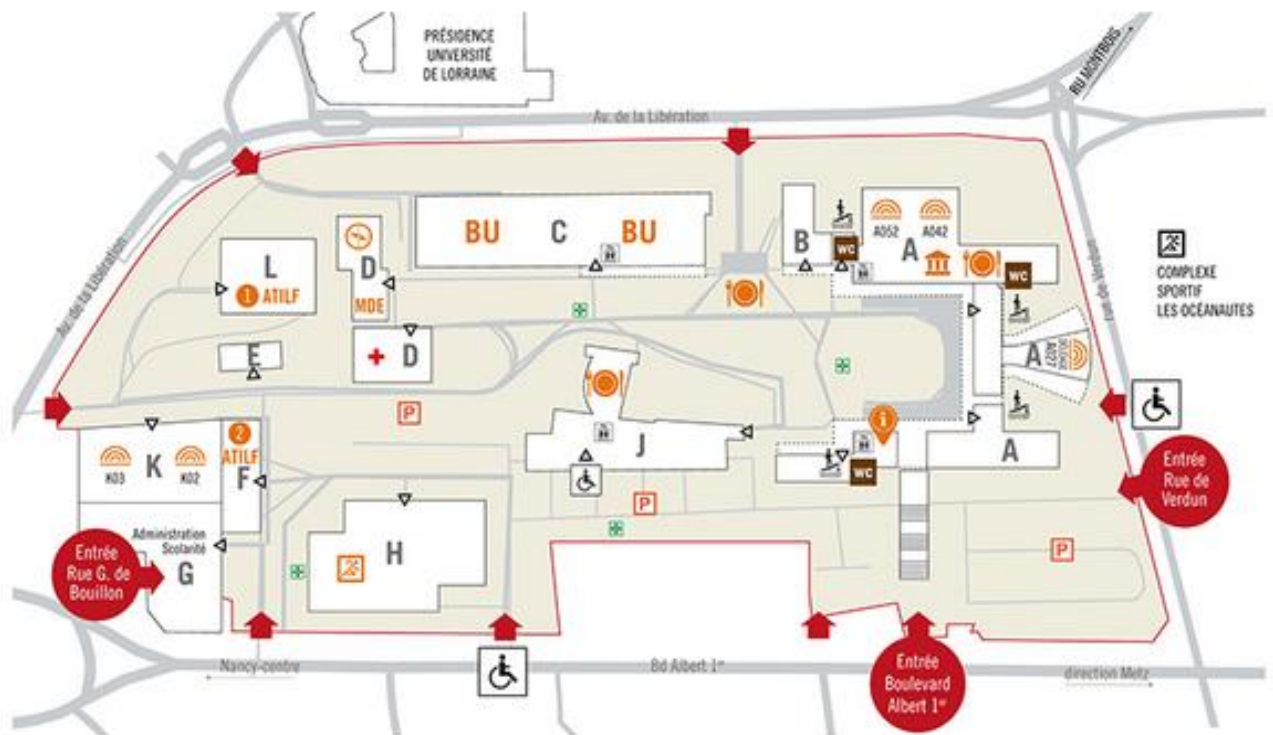 PRÉSIDENCE
UNIVERSITÉ
DE LORRAINE
RU MONTBOIS
Av. de la Libération
Av. de la Libération
rue de Verdun
COMPLEXE
SPORTIF
LES OCÉANAUTES
BU C BU
B
A052 A042
A
WC
WC
L
1 ATILF
D
MDE
E
D
A
A027
P
2
ATILF
K
K03 K02
F
J
i
A
WC
P
P
Entrée
Rue de
Verdun
Administration
Scolarité
G
Entrée
Rue G. de
Bouillon
H
Nancy-centre
Bd Albert 1er
direction Metz
Entrée
Boulevard
Albert 1er